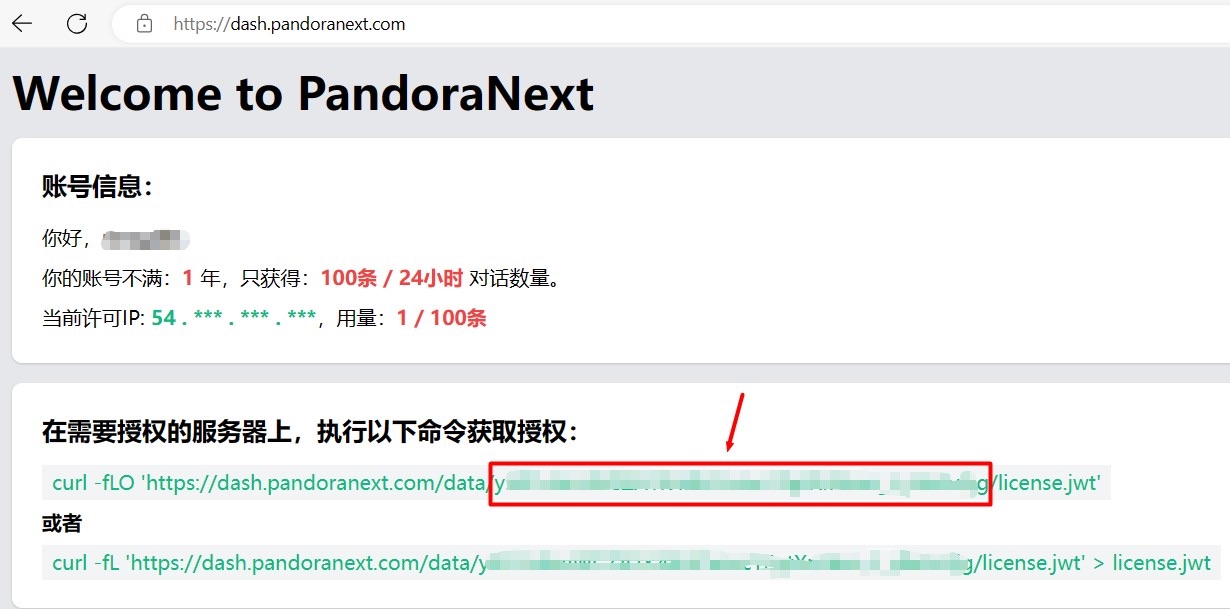 https://dash.pandoranext.com
Welcome to PandoraNext
账号信息：
你好，
你的账号不满：1 年，只获得：100条 / 24小时 对话数量。
当前许可IP: 54 . *** . *** . ***，用量：1 / 100条
在需要授权的服务器上，执行以下命令获取授权：
curl -fLO 'https://dash.pandoranext.com/data/y g/license.jwt'
或者
curl -fL 'https://dash.pandoranext.com/data/y g/license.jwt' > license.jwt